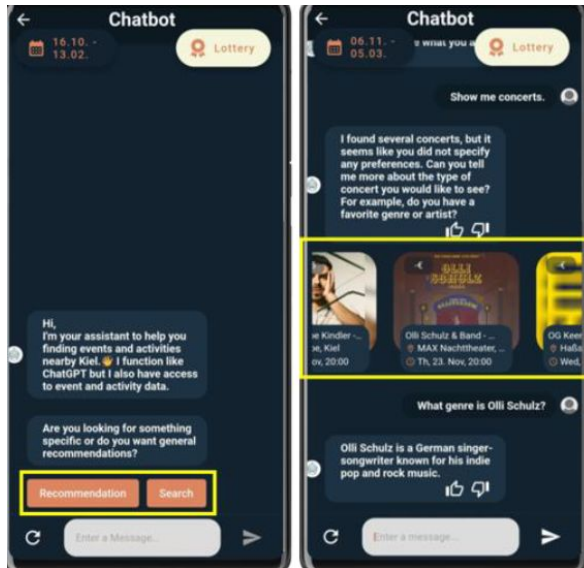 Chatbot
16.10. -
13.02.
Lottery
Hi,
I'm your assistant to help you
finding events and activities
nearby Kiel. 👋 I function like
ChatGPT but I also have access
to event and activity data.
Are you looking for something
specific or do you want general
recommendations?
Recommendation
Search
Enter a Message...
Chatbot
06.11. -
05.03.
e what you a
Lottery
Show me concerts.
I found several concerts, but it
seems like you did not specify
any preferences. Can you tell
me more about the type of
concert you would like to see?
For example, do you have a
favorite genre or artist?
OLLI
SCHULZ
Kindler -...
Kiel
ov, 20:00
Olli Schulz & Band - ...
MAX Nachttheater, ...
Th, 23. Nov, 20:00
OG Keer
Wed,
What genre is Olli Schulz?
Olli Schulz is a German singer-
songwriter known for his indie
pop and rock music.
Enter a message...